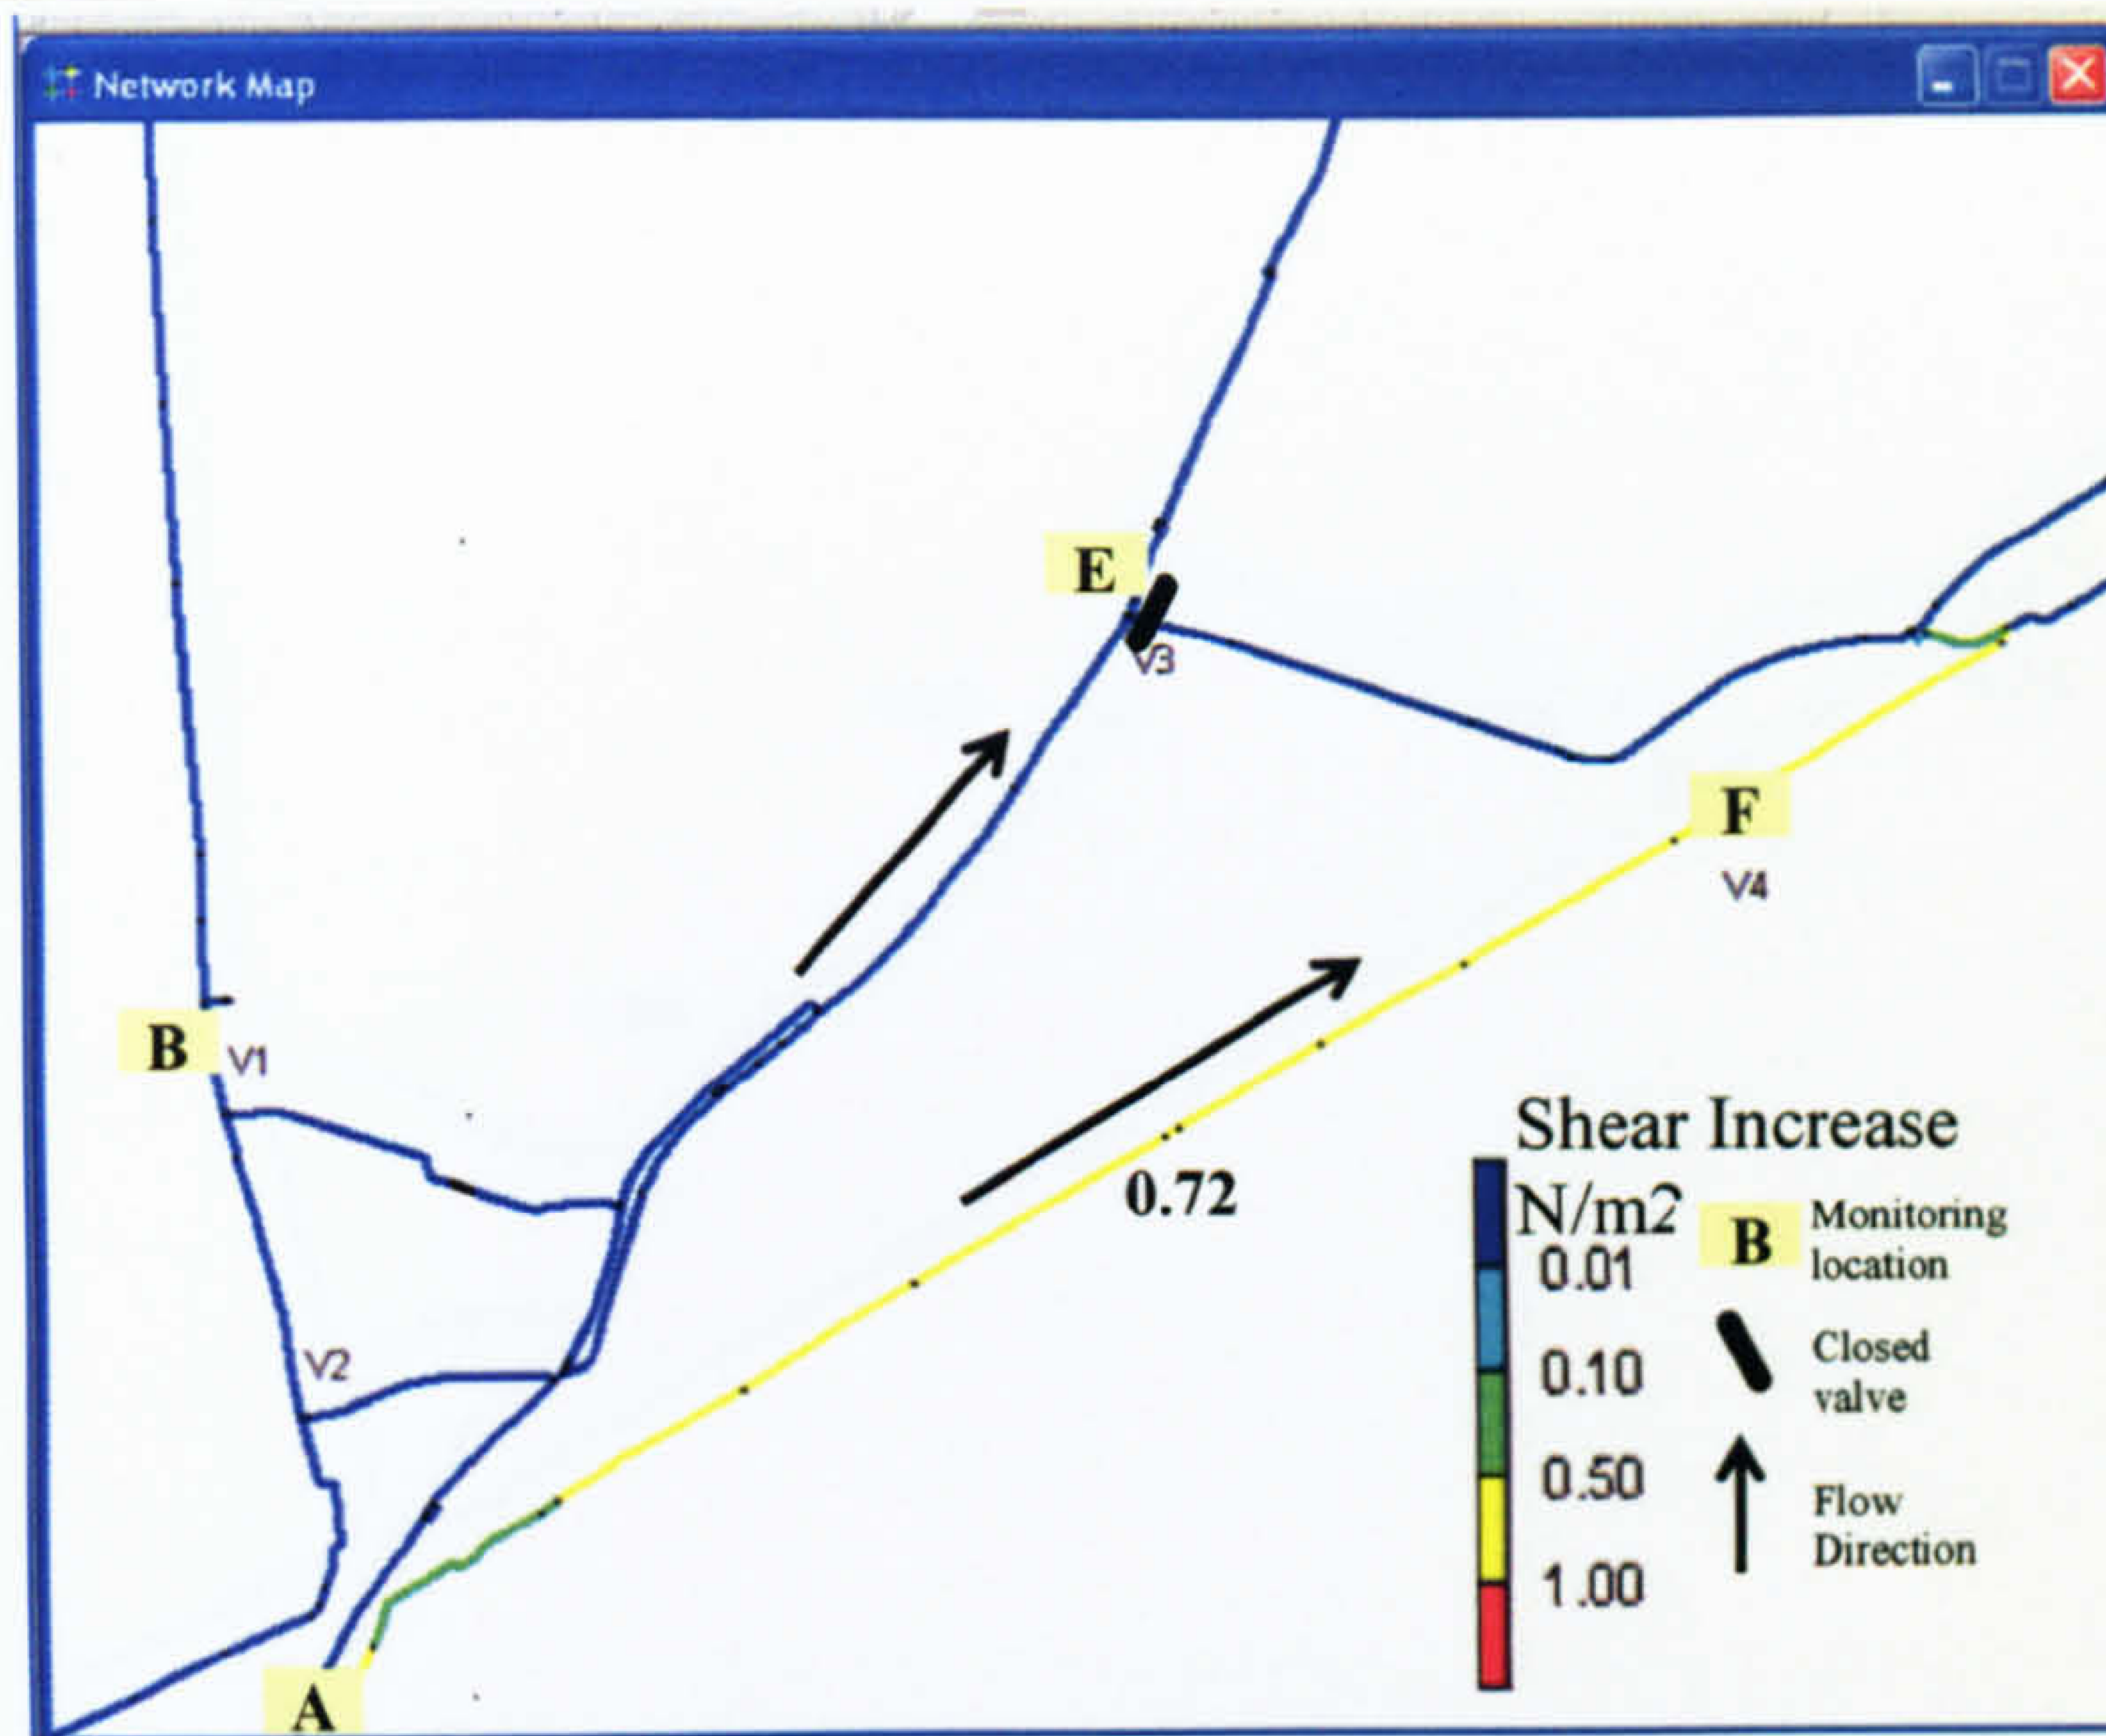 Network Map
E
V3
F
V4
B
V1
0.72
V2
A
Shear Increase
N/m2
0.01
0.10
0.50
1.00
B
Monitoring
location
Closed
valve
Flow
Direction